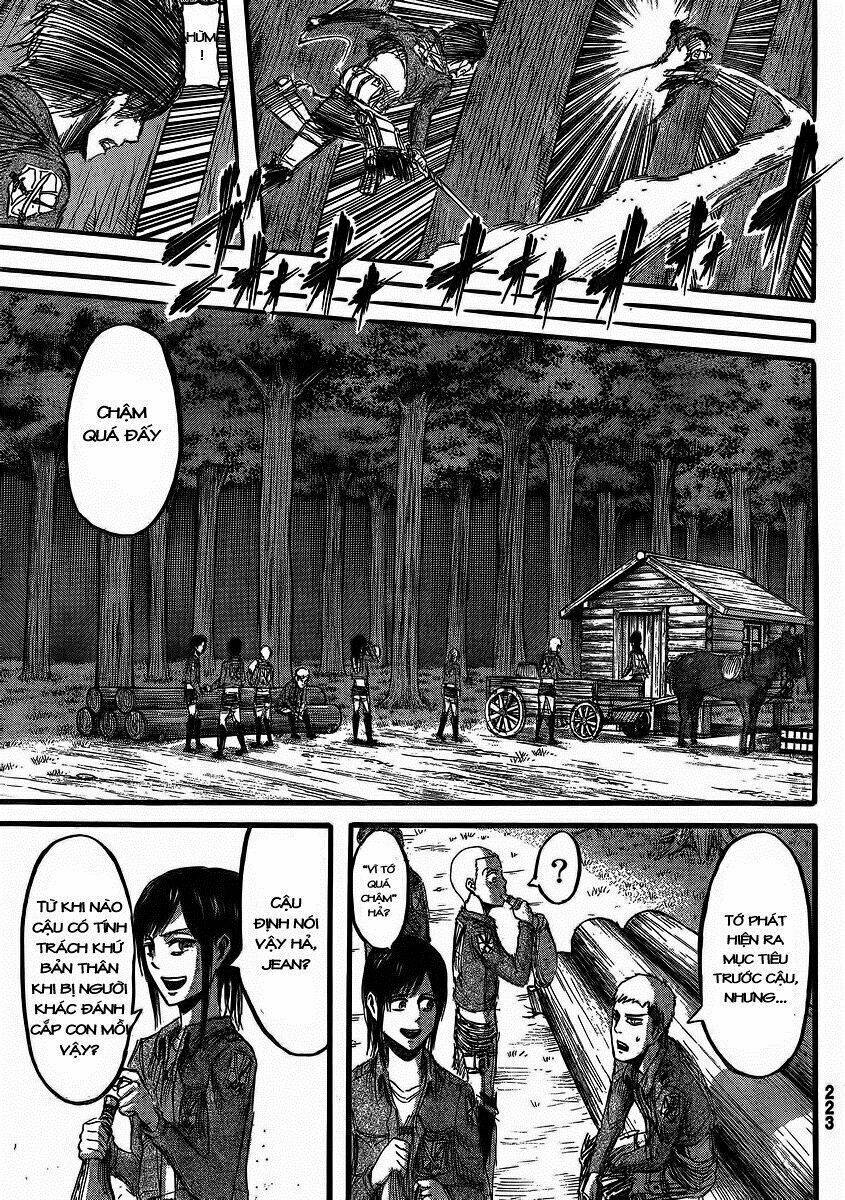 HỪM
!
CHẬM
QUÁ ĐẤY
TỚ PHÁT
HIỆN RA
MỤC TIÊU
TRƯỚC CẬU,
NHƯNG...
?
"VÌ TỚ
QUÁ
CHẬM"
HẢ?
CẬU
ĐỊNH NÓI
VẬY HẢ,
JEAN?
TỪ KHI NÀO
CẬU CÓ TÍNH
TRÁCH KHỨ
BẢN THÂN
KHI BỊ NGƯỜI
KHÁC ĐÁNH
CẮP CON MỒI
VẬY?
223